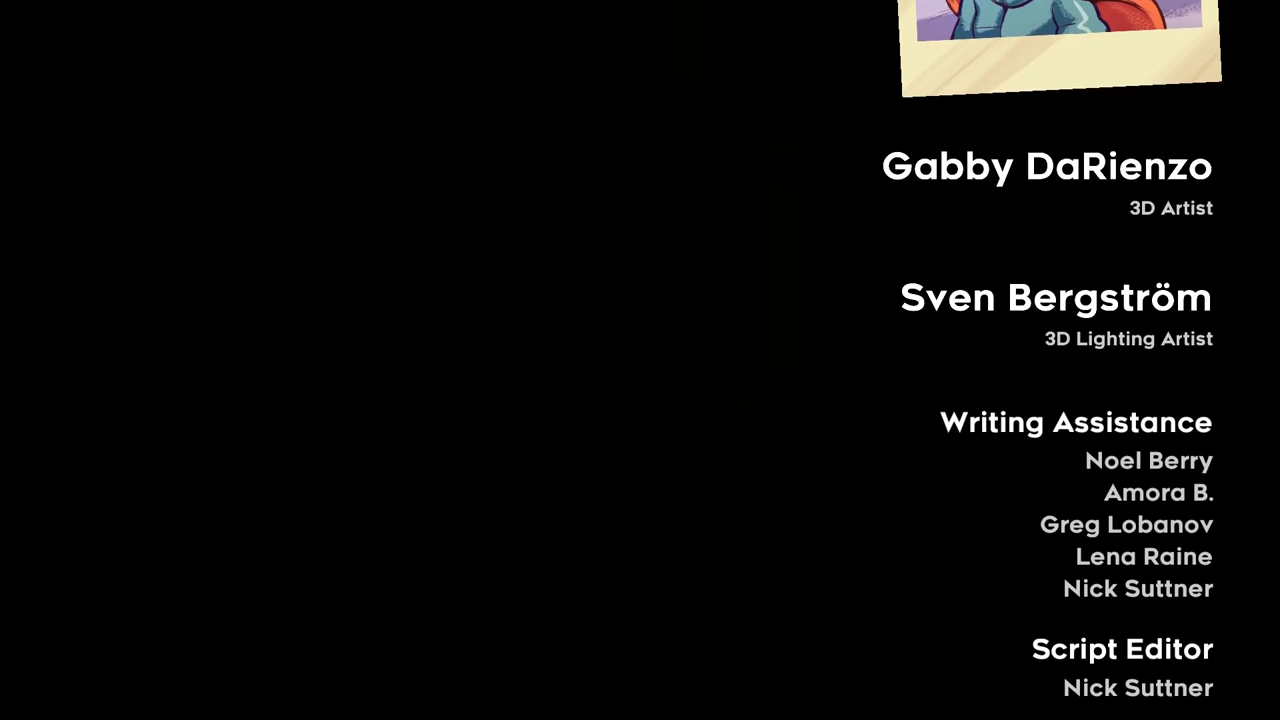 Gabby DaRienzo
3D Artist
Sven Bergström
3D Lighting Artist
Writing Assistance
Noel Berry
Amora B.
Greg Lobanov
Lena Raine
Nick Suttner
Script Editor
Nick Suttner